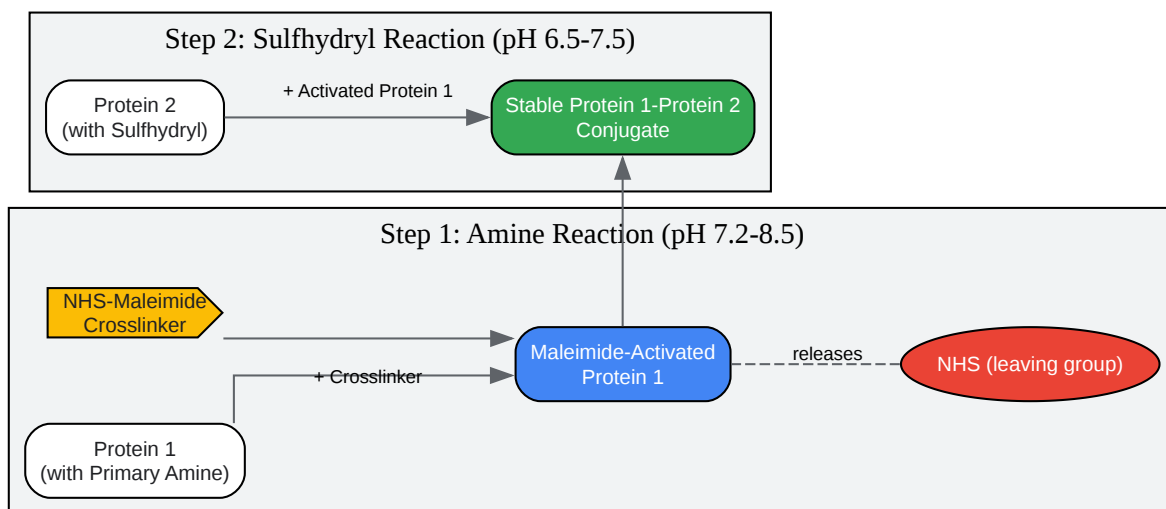 Step 2: Sulfhydryl Reaction (pH 6.5-7.5)
Protein 2
(with Sulfhydryl)
+ Activated Protein 1
Stable Protein 1-Protein 2
Conjugate
Step 1: Amine Reaction (pH 7.2-8.5)
NHS-Maleimide
Crosslinker
+ Crosslinker
Protein 1
(with Primary Amine)
Maleimide-Activated
Protein 1
releases
NHS (leaving group)